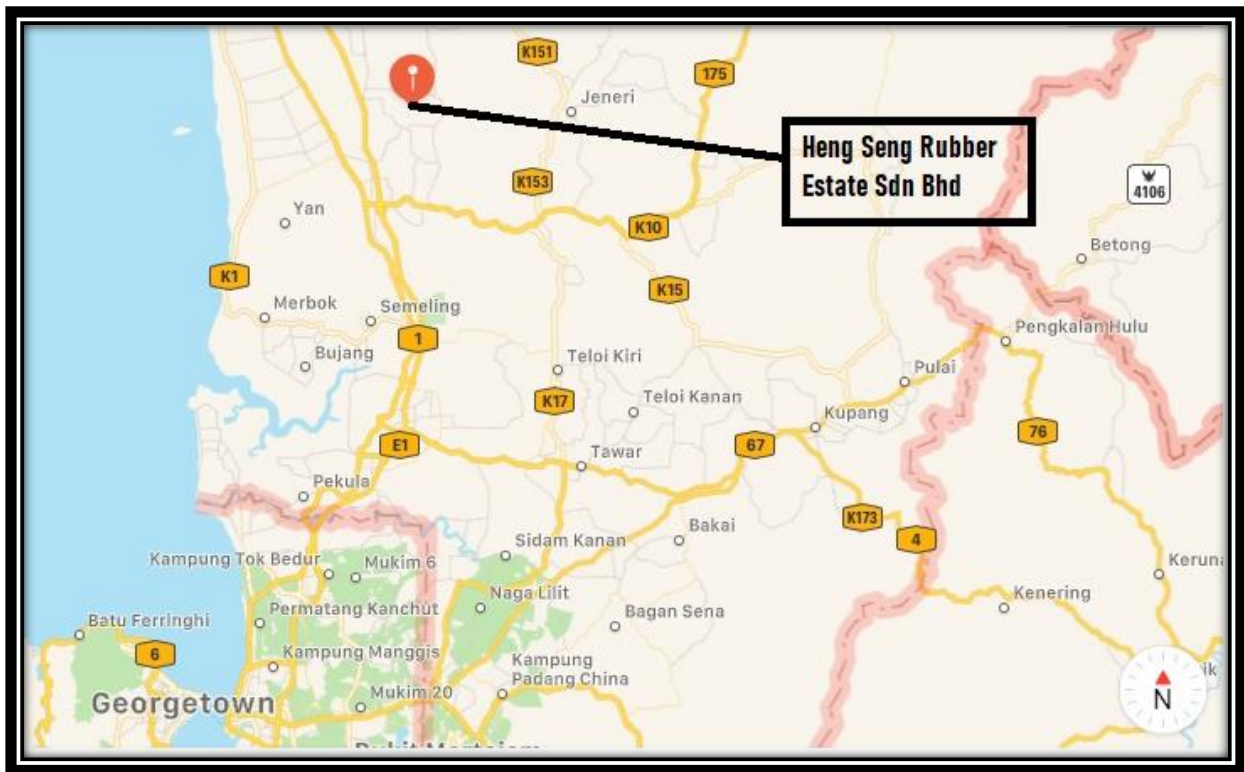 K151
175
Jeneri
Heng Seng Rubber
Estate Sdn Bhd
K153
4106
Yan
K10
Betong
K1
K15
Merbok
Semeling
1
Pengkalan Hulu
Bujang
Teloi Kiri
Pulai
K17
Teloi Kanan
Kupang
76
E1
67
Tawar
Pekula
K173
Bakai
4
Sidam Kanan
Kampung Tok Bedur
Mukim 6
Naga Lilit
Kenering
Permatang Kanchut
Bagan Sena
Batu Ferringhi
6
Kampung Manggis
Kampung
Padang China
N
Georgetown
Mukim 20